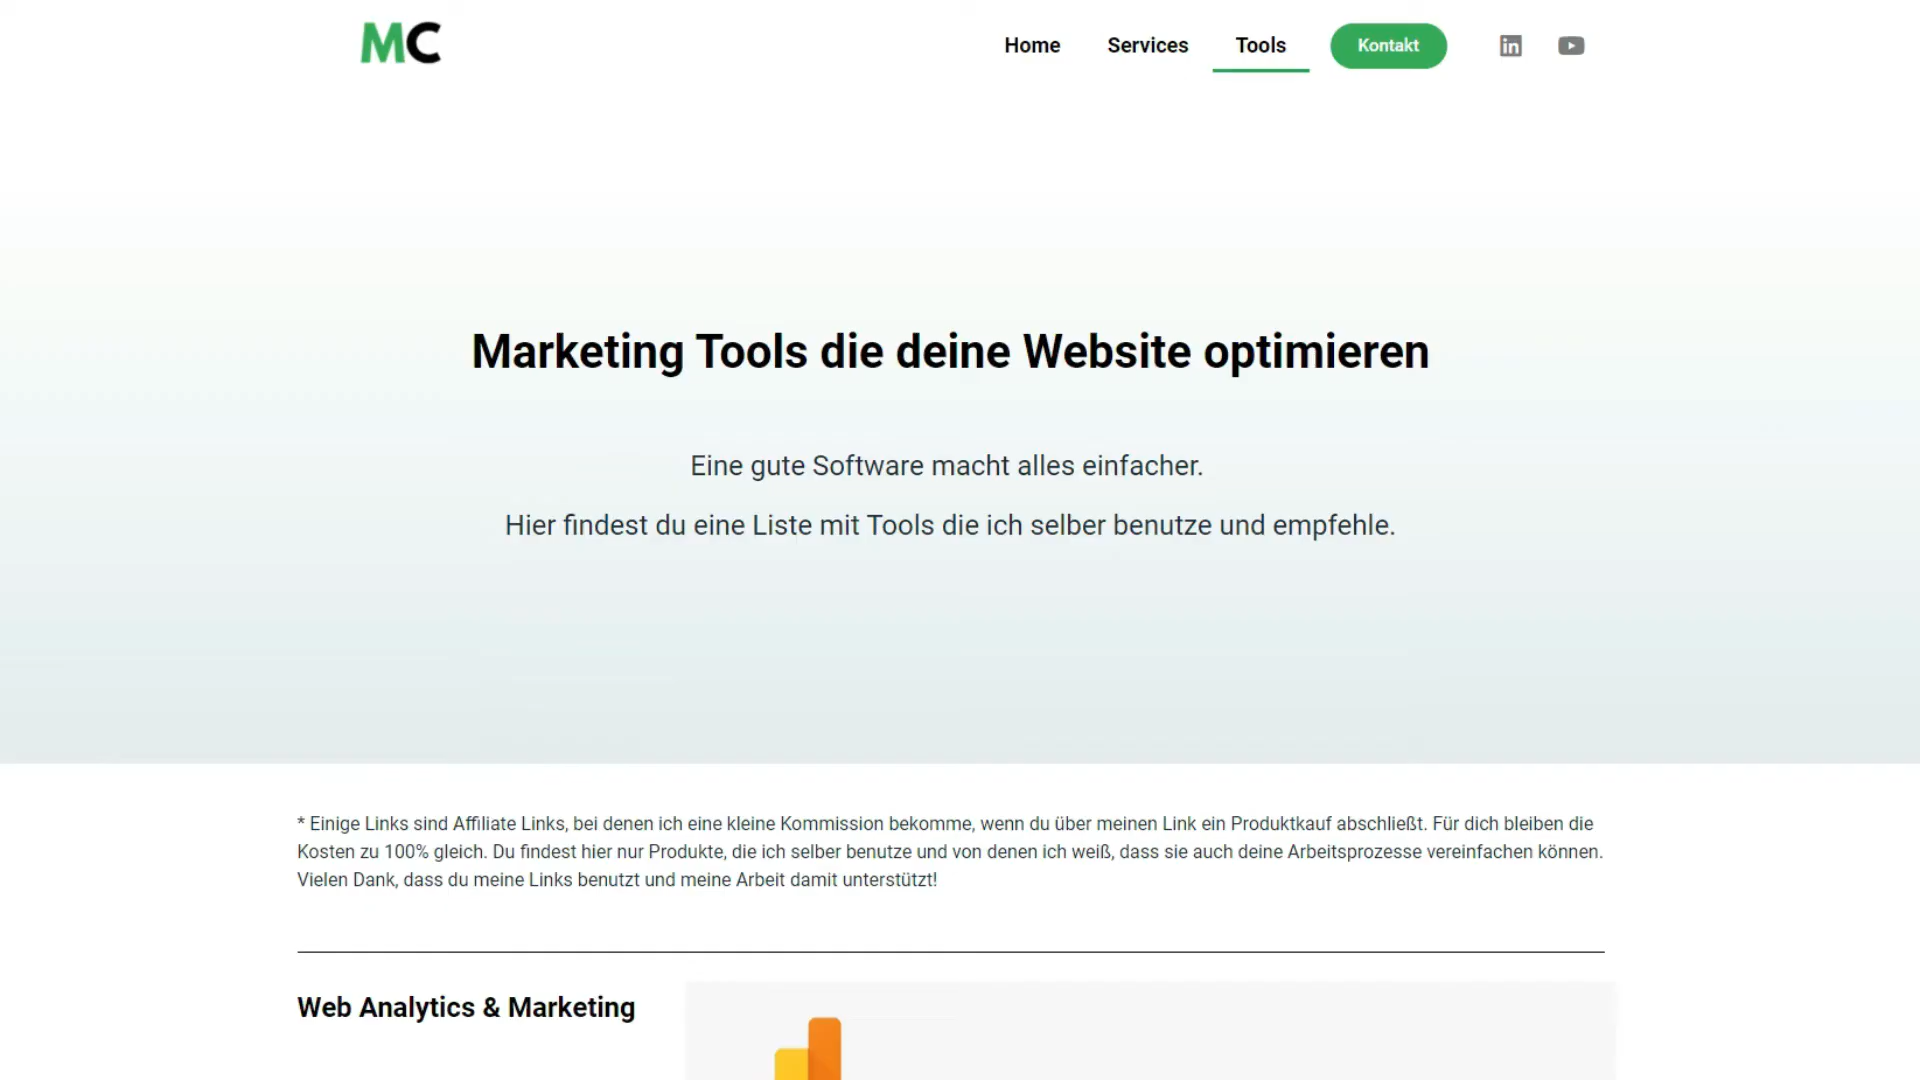 MC
Home Services Tools Kontakt
Marketing Tools die deine Website optimieren
Eine gute Software macht alles einfacher.
Hier findest du eine Liste mit Tools die ich selber benutze und empfehle.
* Einige Links sind Affiliate Links, bei denen ich eine kleine Kommission bekomme, wenn du über meinen Link ein Produktkauf abschließt. Für dich bleiben die
Kosten zu 100% gleich. Du findest hier nur Produkte, die ich selber benutze und von denen ich weiß, dass sie auch deine Arbeitsprozesse vereinfachen können.
Vielen Dank, dass du meine Links benutzt und meine Arbeit damit unterstützt!
Web Analytics & Marketing